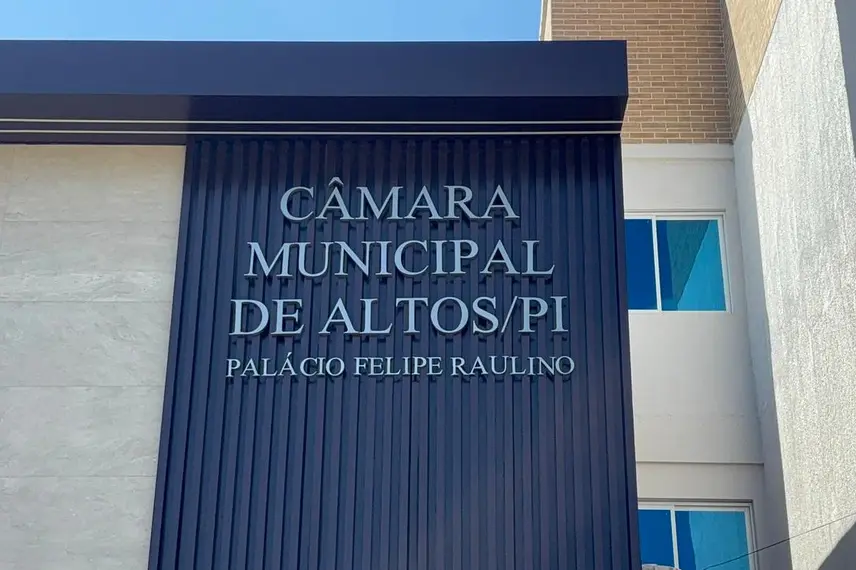 CÂMARA
MUNICIPAL
DE ALTOS/PI
PALÁCIO FELIPE RAULINO